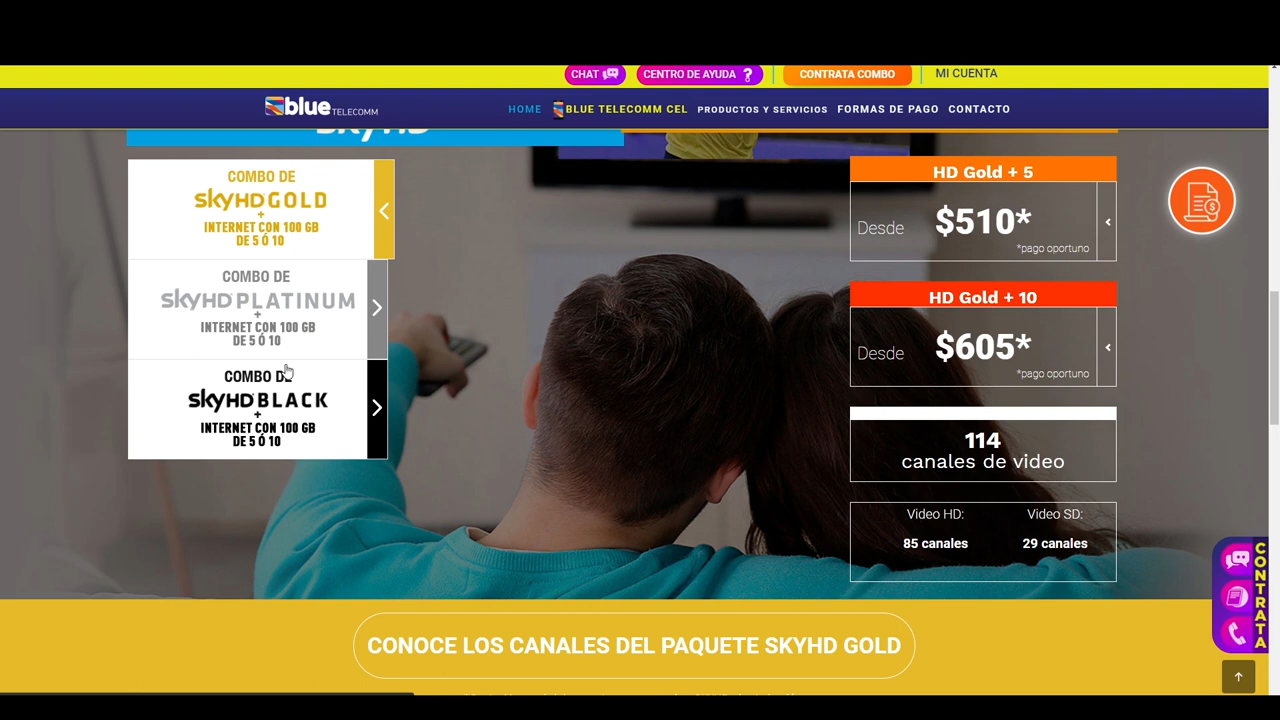 CHAT
CENTRO DE AYUDA ?
CONTRATA COMBO
MI CUENTA
blue TELECOMM
HOME
BLUE TELECOMM CEL
PRODUCTOS Y SERVICIOS
FORMAS DE PAGO
CONTACTO
COMBO DE
skyHD GOLD
+
INTERNET CON 100 GB
DE 5 Ó 10
COMBO DE
skyHD PLATINUM
+
INTERNET CON 100 GB
DE 5 Ó 10
COMBO DE
skyHD BLACK
+
INTERNET CON 100 GB
DE 5 Ó 10
HD Gold + 5
Desde $510*
*pago oportuno
HD Gold + 10
Desde $605*
*pago oportuno
114
canales de video
Video HD: Video SD:
85 canales 29 canales
CONTRATA
CONOCE LOS CANALES DEL PAQUETE SKYHD GOLD